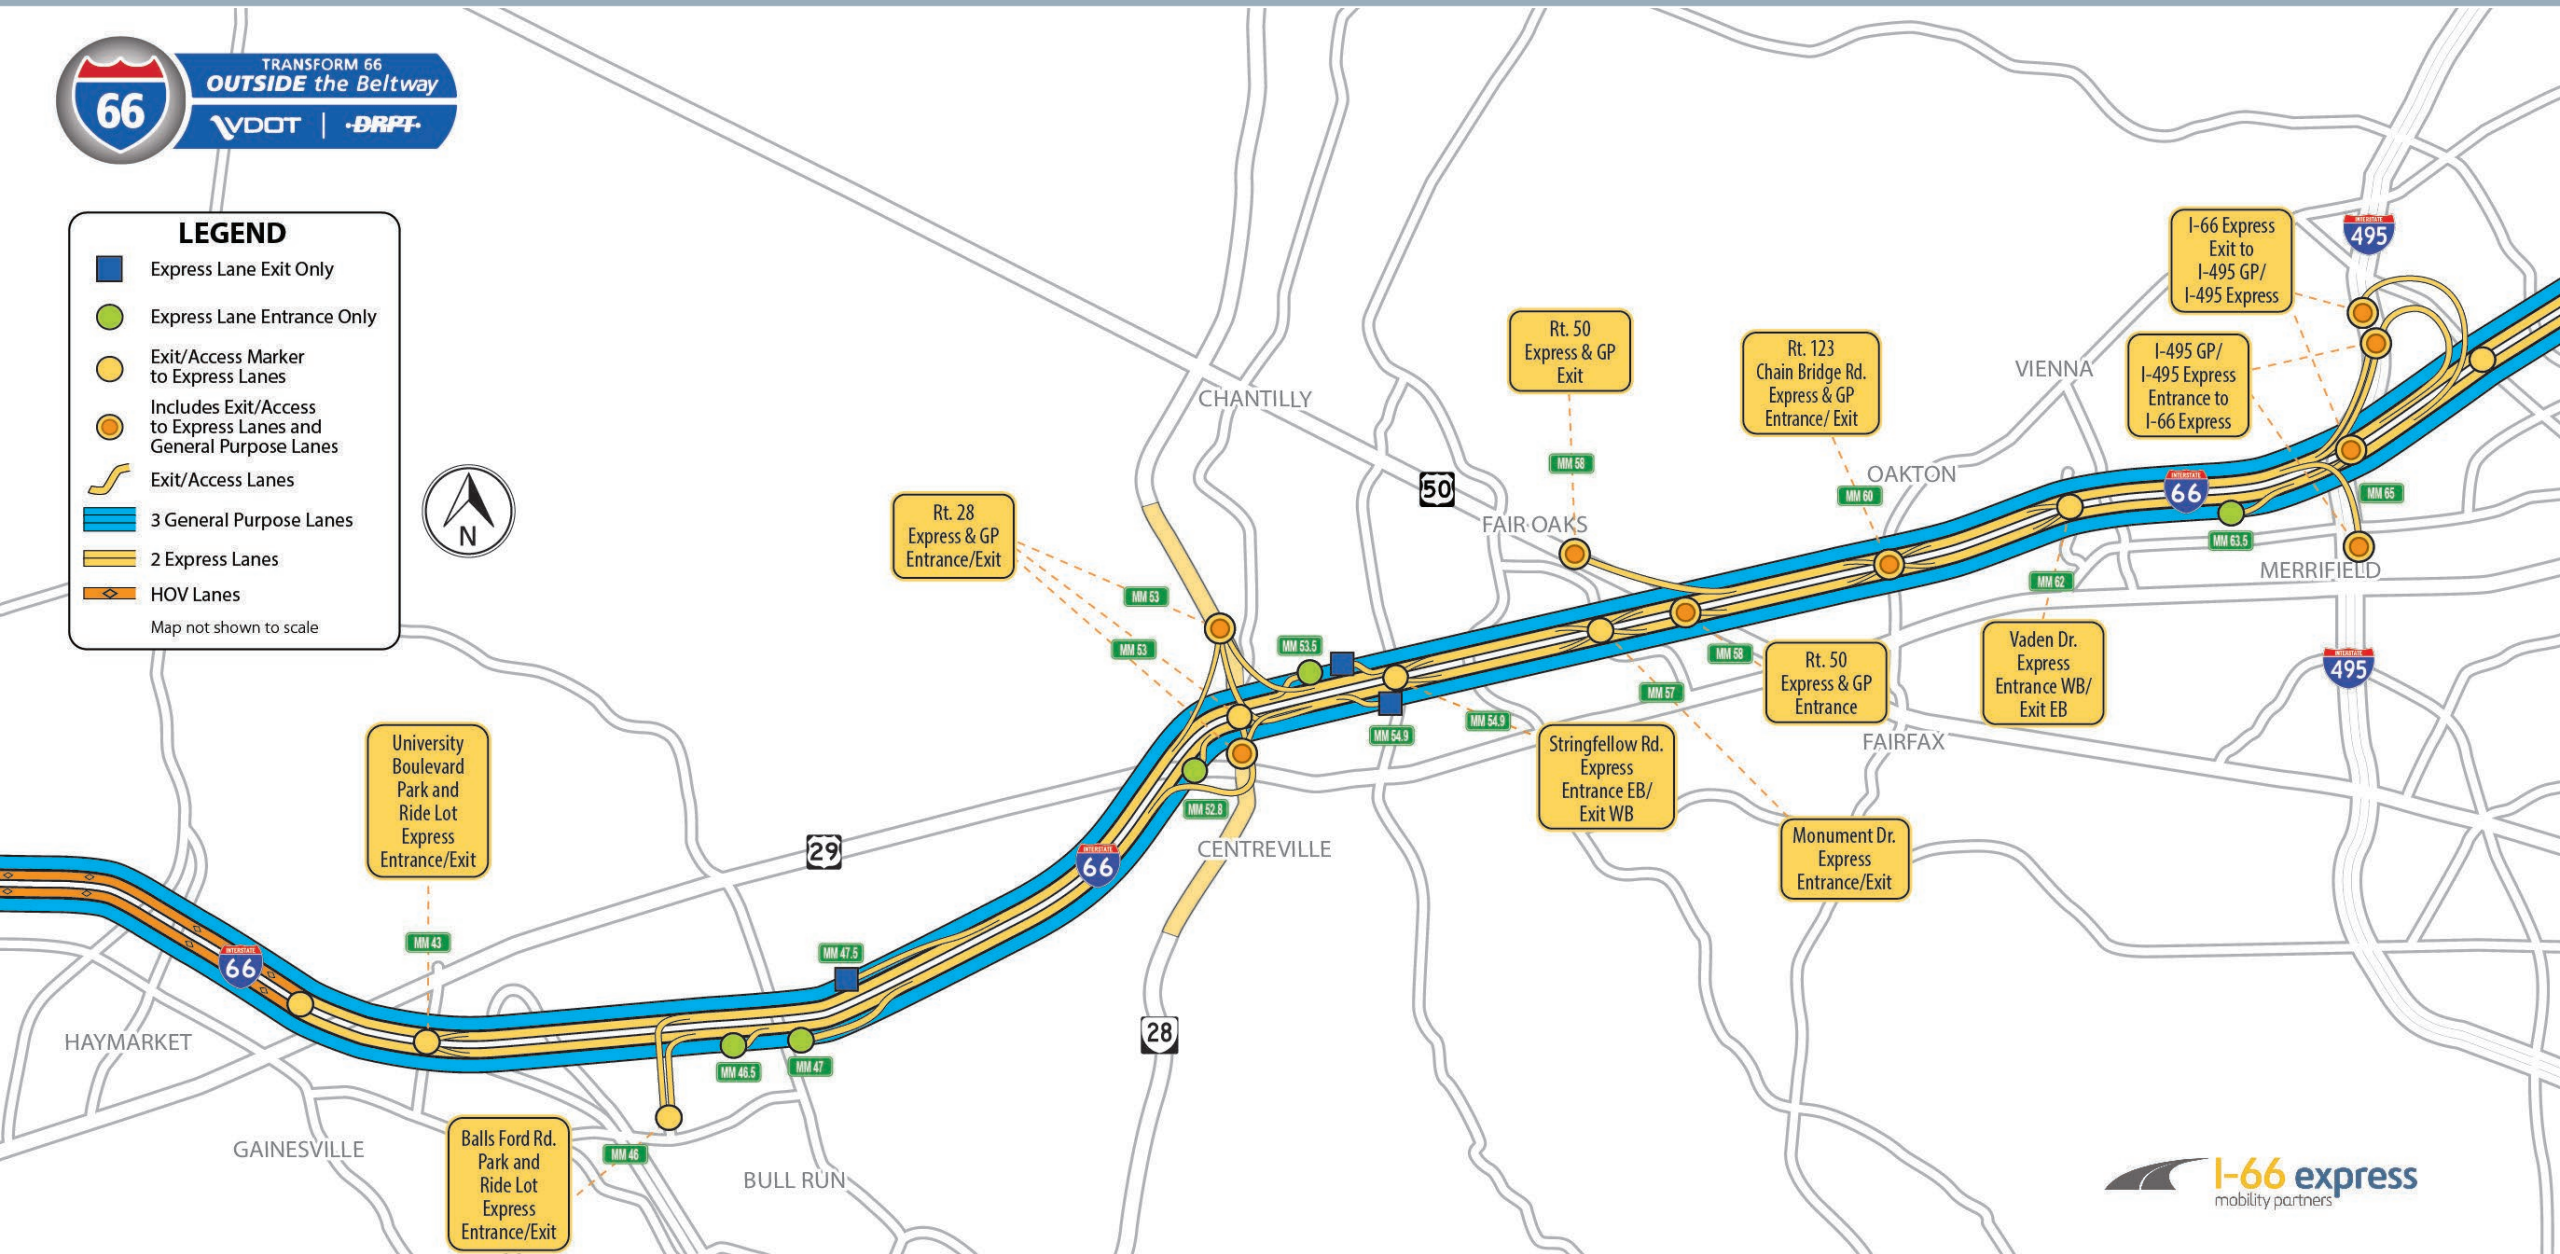 TRANSFORM 66
OUTSIDE the Beltway
66
VDOT | DRPT
LEGEND
Express Lane Exit Only
Express Lane Entrance Only
Exit/Access Marker
to Express Lanes
Includes Exit/Access
to Express Lanes and
General Purpose Lanes
Exit/Access Lanes
3 General Purpose Lanes
2 Express Lanes
HOV Lanes
Map not shown to scale
N
I-66 Express
Exit to
I-495 GP/
I-495 Express
INTERSTATE
495
I-495 GP/
I-495 Express
Entrance to
I-66 Express
Rt. 50
Express & GP
Exit
MM 58
Rt. 123
Chain Bridge Rd.
Express & GP
Entrance/ Exit
MM 60
VIENNA
CHANTILLY
OAKTON
50
FAIR OAKS
INTERSTATE
66
MM 65
MM 63.5
MERRIFIELD
MM 62
Vaden Dr.
Express
Entrance WB/
Exit EB
INTERSTATE
495
Rt. 28
Express & GP
Entrance/Exit
MM 53
MM 53
MM 53.5
MM 58
Rt. 50
Express & GP
Entrance
MM 57
MM 54.9
MM 54.9
FAIRFAX
Stringfellow Rd.
Express
Entrance EB/
Exit WB
Monument Dr.
Express
Entrance/Exit
MM 52.8
CENTREVILLE
University
Boulevard
Park and
Ride Lot
Express
Entrance/Exit
29
INTERSTATE
66
MM 43
MM 47.5
INTERSTATE
66
28
HAYMARKET
MM 46.5
MM 47
GAINESVILLE
Balls Ford Rd.
Park and
Ride Lot
Express
Entrance/Exit
MM 46
BULL RUN
I-66 express
mobility partners